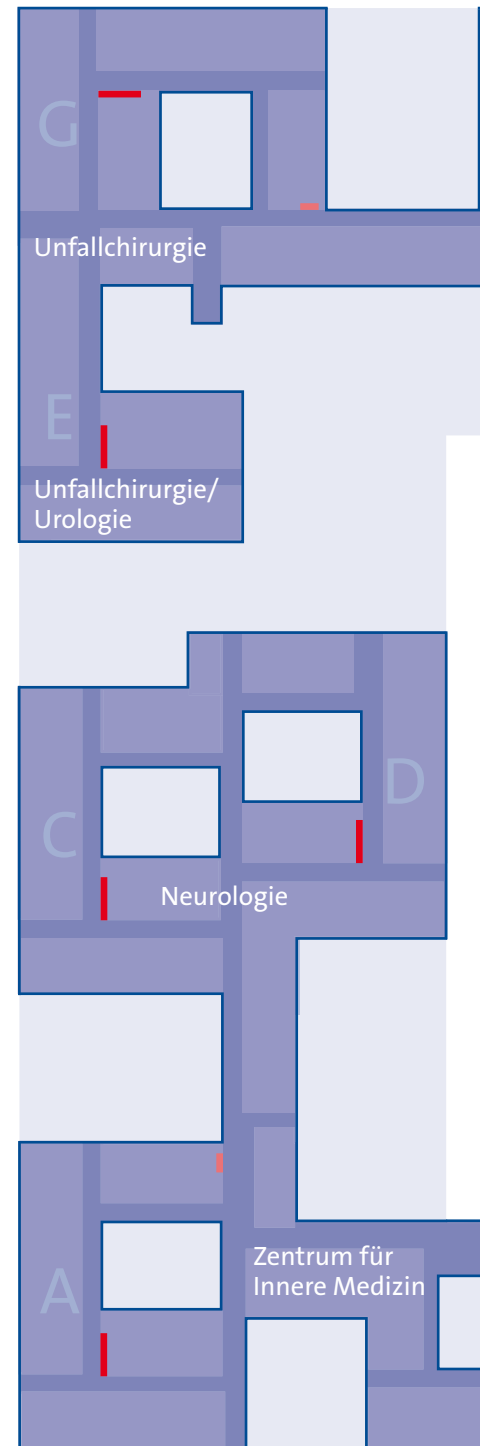 G
Unfallchirurgie
E
Unfallchirurgie/
Urologie
D
C
Neurologie
Zentrum für
Innere Medizin
A